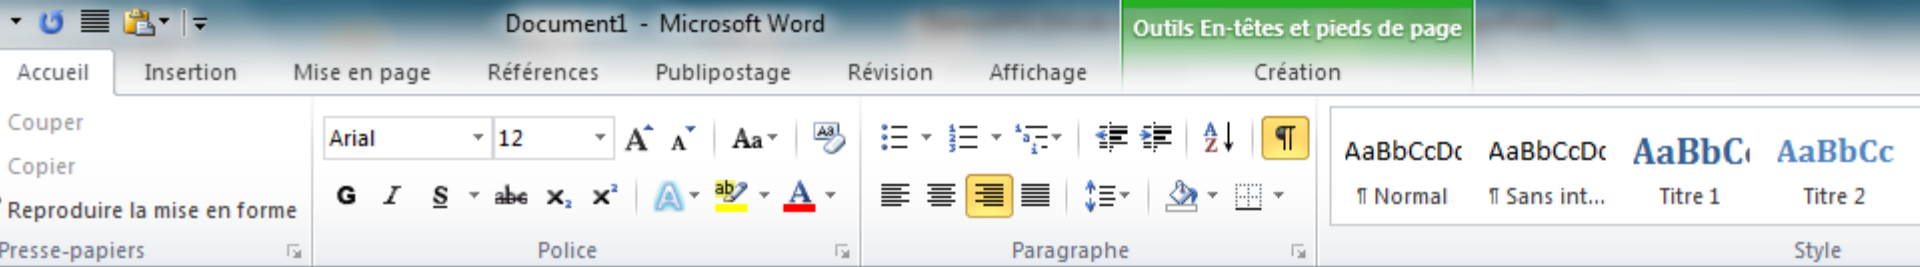 Document1 - Microsoft Word
Outils En-têtes et pieds de page
Accueil Insertion Mise en page Références Publipostage Révision Affichage Création
Couper
Copier
Reproduire la mise en forme
Presse-papiers
Arial 12 A A Aa
G I S abc x₂ x² A ab A
Police
A Z ¶
Paragraphe
AaBbCcDc AaBbCcDc AaBbC AaBbCc
¶ Normal ¶ Sans int... Titre 1 Titre 2
Style